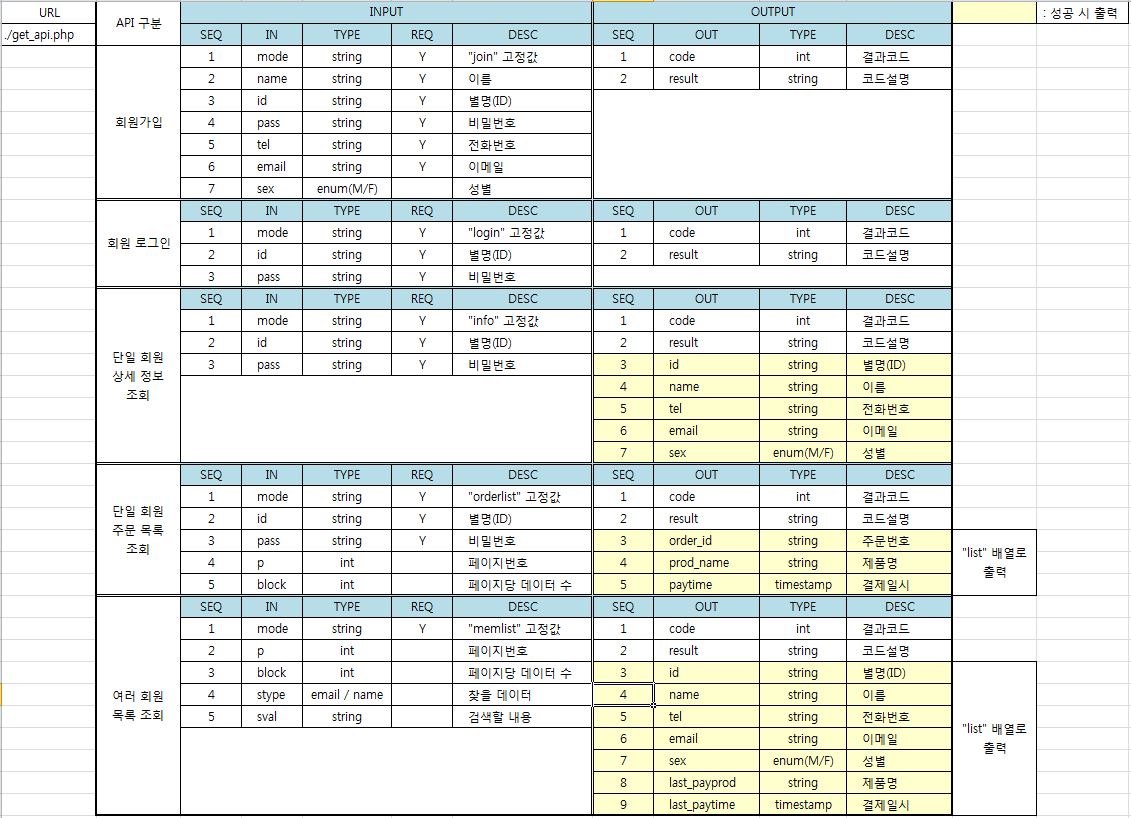 URL API 구분 INPUT OUTPUT : 성공 시 출력
./get_api.php SEQ IN TYPE REQ DESC SEQ OUT TYPE DESC
회원가입
1 mode string Y "join" 고정값 1 code int 결과코드
2 name string Y 이름 2 result string 코드설명
3 id string Y 별명(ID)
4 pass string Y 비밀번호
5 tel string Y 전화번호
6 email string Y 이메일
7 sex enum(M/F) 성별
회원 로그인
SEQ IN TYPE REQ DESC SEQ OUT TYPE DESC
1 mode string Y "login" 고정값 1 code int 결과코드
2 id string Y 별명(ID) 2 result string 코드설명
3 pass string Y 비밀번호
단일 회원
상세 정보
조회
SEQ IN TYPE REQ DESC SEQ OUT TYPE DESC
1 mode string Y "info" 고정값 1 code int 결과코드
2 id string Y 별명(ID) 2 result string 코드설명
3 pass string Y 비밀번호 3 id string 별명(ID)
4 name string 이름
5 tel string 전화번호
6 email string 이메일
7 sex enum(M/F) 성별
단일 회원
주문 목록
조회
SEQ IN TYPE REQ DESC SEQ OUT TYPE DESC
1 mode string Y "orderlist" 고정값 1 code int 결과코드
2 id string Y 별명(ID) 2 result string 코드설명
3 pass string Y 비밀번호 3 order_id string 주문번호
4 p int 페이지번호 4 prod_name string 제품명
5 block int 페이지당 데이터 수 5 paytime timestamp 결제일시
"list" 배열로
출력
여러 회원
목록 조회
SEQ IN TYPE REQ DESC SEQ OUT TYPE DESC
1 mode string Y "memlist" 고정값 1 code int 결과코드
2 p int 페이지번호 2 result string 코드설명
3 block int 페이지당 데이터 수 3 id string 별명(ID)
4 stype email / name 찾을 데이터 4 name string 이름
5 sval string 검색할 내용 5 tel string 전화번호
6 email string 이메일
7 sex enum(M/F) 성별
8 last_payprod string 제품명
9 last_paytime timestamp 결제일시
"list" 배열로
출력